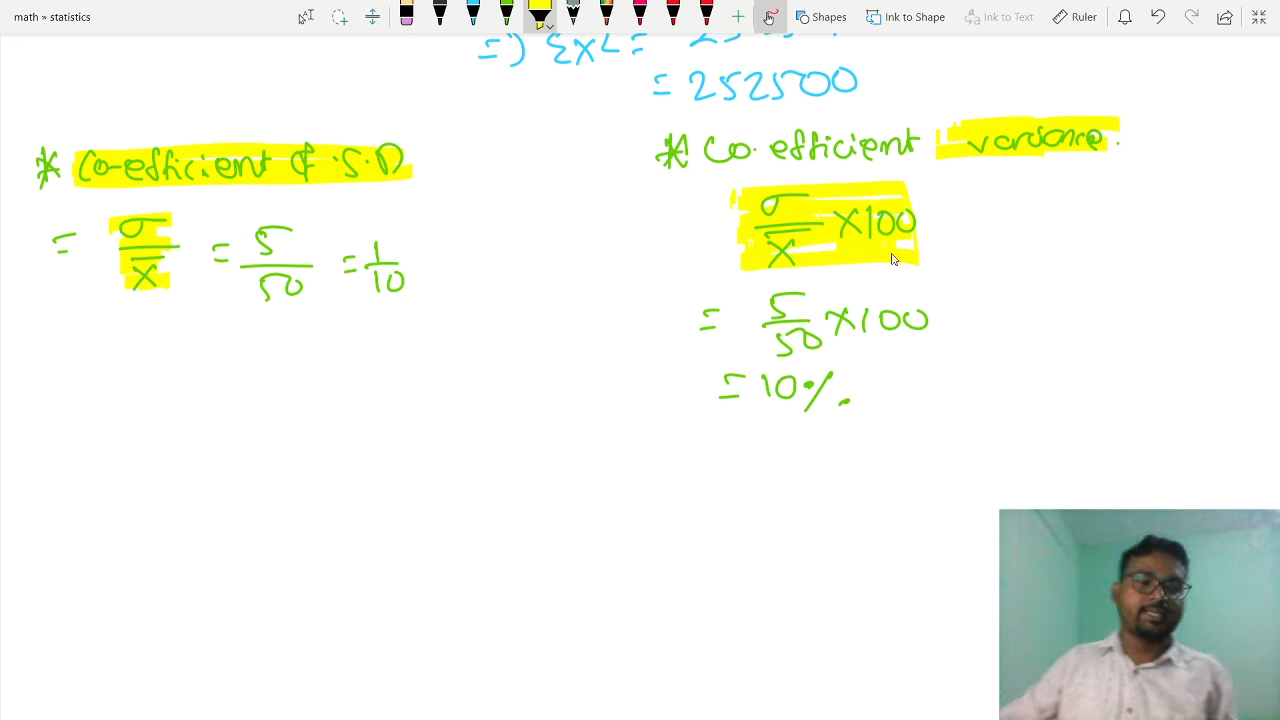 math » statistics
Shapes Ink to Shape Ink to Text Ruler
=) Σx² =
= 252500
* Co-efficient of S.D
= σ/x̄ = 5/50 = 1/10
* Co.efficient variance.
σ/x̄ ×100
= 5/50 ×100
= 10%.